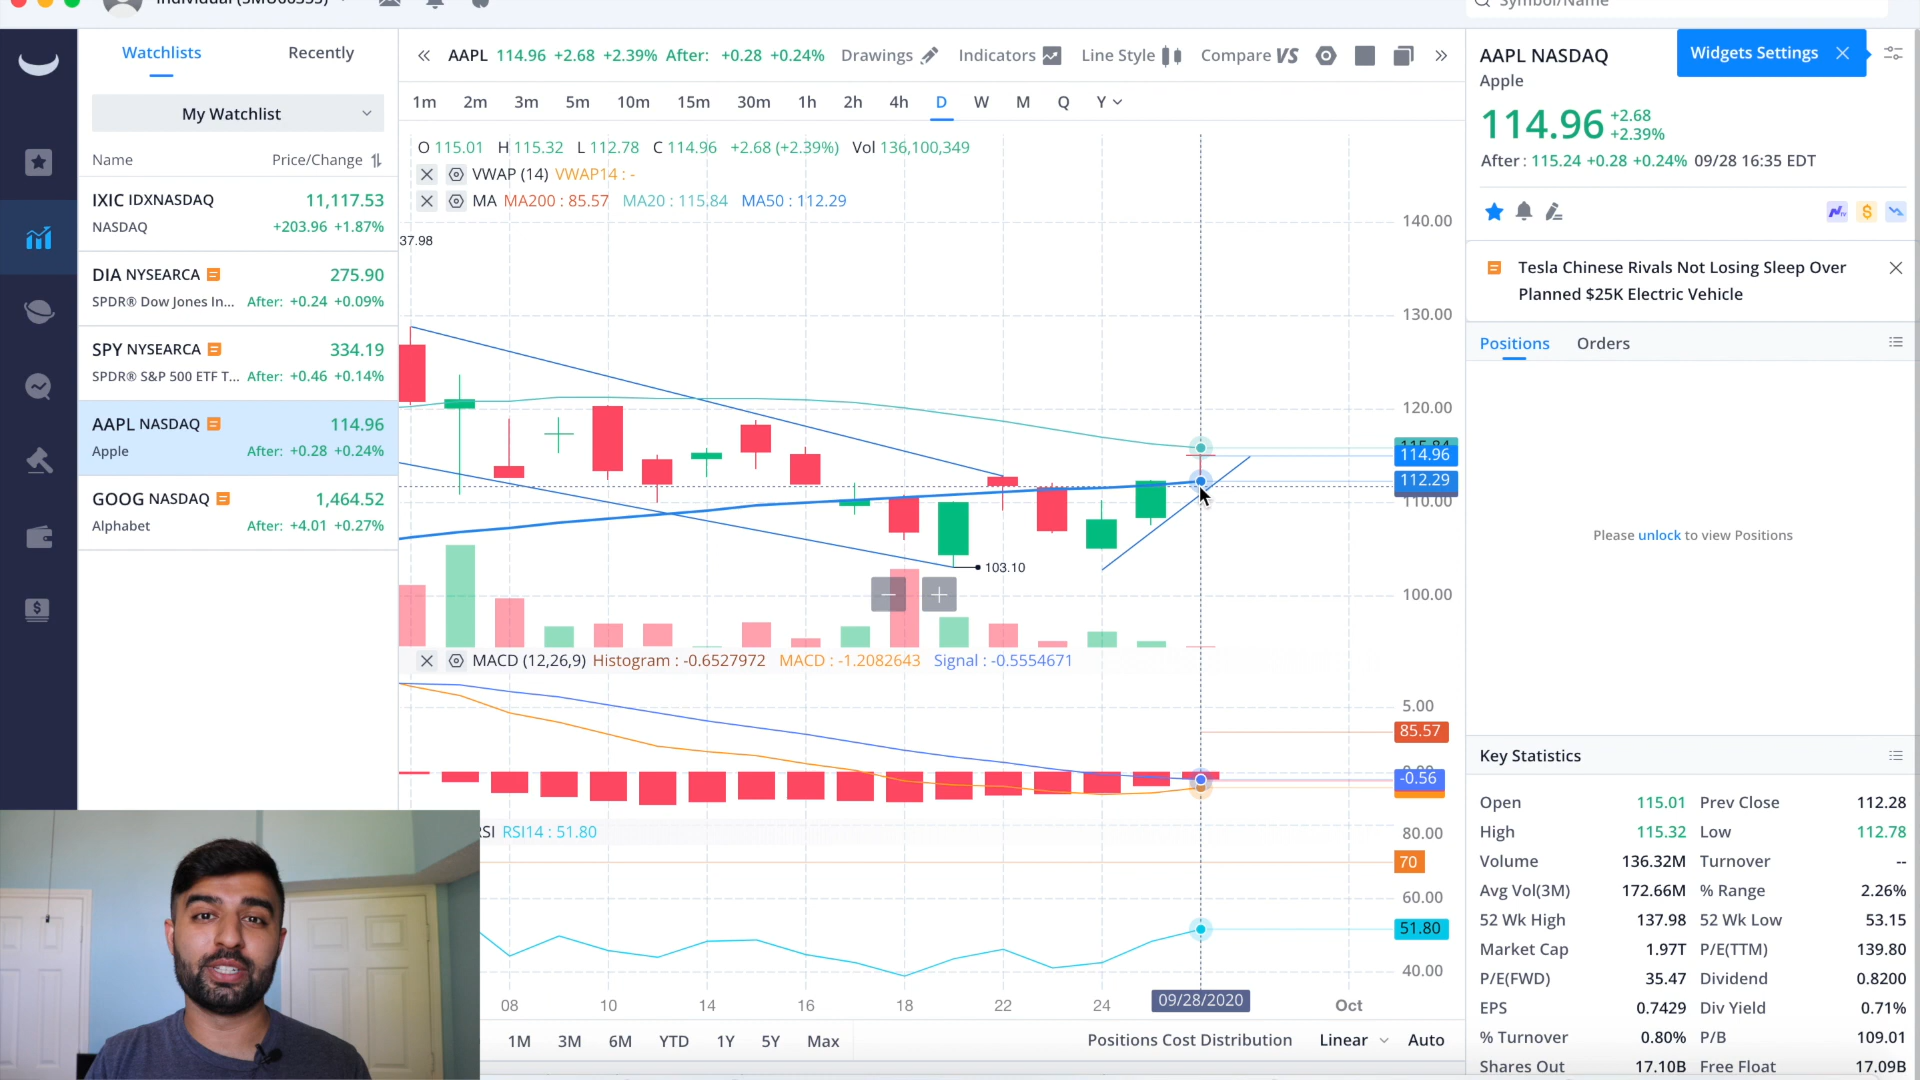 Watchlists Recently
My Watchlist
Name Price/Change
IXIC IDXNASDAQ 11,117.53
NASDAQ +203.96 +1.87%
DIA NYSEARCA 275.90
SPDR® Dow Jones In... After: +0.24 +0.09%
SPY NYSEARCA 334.19
SPDR® S&P 500 ETF T... After: +0.46 +0.14%
AAPL NASDAQ 114.96
Apple After: +0.28 +0.24%
GOOG NASDAQ 1,464.52
Alphabet After: +4.01 +0.27%
AAPL 114.96 +2.68 +2.39% After: +0.28 +0.24% Drawings Indicators Line Style Compare VS
1m 2m 3m 5m 10m 15m 30m 1h 2h 4h D W M Q Y
O 115.01 H 115.32 L 112.78 C 114.96 +2.68 (+2.39%) Vol 136,100,349
VWAP (14) VWAP14 : -
MA MA200 : 85.57 MA20 : 115.84 MA50 : 112.29
37.98
140.00
130.00
120.00
115.84
114.96
112.29
110.00
103.10
100.00
MACD (12,26,9) Histogram : -0.6527972 MACD : -1.2082643 Signal : -0.5554671
5.00
85.57
-0.56
RSI RSI14 : 51.80
80.00
70
60.00
51.80
40.00
08 10 14 16 18 22 24 09/28/2020 Oct
1M 3M 6M YTD 1Y 5Y Max Positions Cost Distribution Linear Auto
Symbol/Name
AAPL NASDAQ Widgets Settings
Apple
114.96 +2.68
+2.39%
After : 115.24 +0.28 +0.24% 09/28 16:35 EDT
Tesla Chinese Rivals Not Losing Sleep Over
Planned $25K Electric Vehicle
Positions Orders
Please unlock to view Positions
Key Statistics
Open 115.01 Prev Close 112.28
High 115.32 Low 112.78
Volume 136.32M Turnover --
Avg Vol(3M) 172.66M % Range 2.26%
52 Wk High 137.98 52 Wk Low 53.15
Market Cap 1.97T P/E(TTM) 139.80
P/E(FWD) 35.47 Dividend 0.8200
EPS 0.7429 Div Yield 0.71%
% Turnover 0.80% P/B 109.01
Shares Out 17.10B Free Float 17.09B